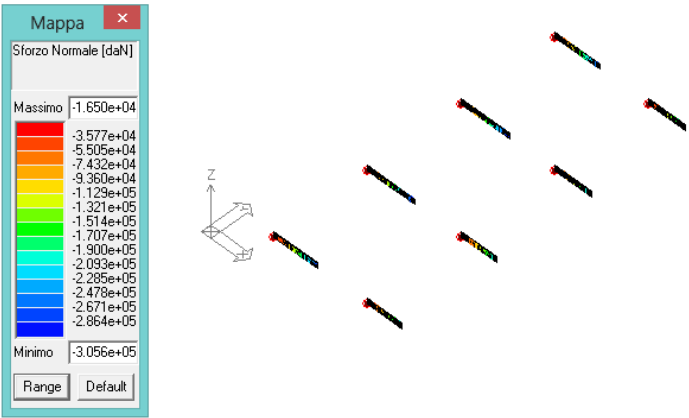 Mappa
Sforzo Normale [daN]
Massimo -1.650e+04
-3.577e+04
-5.505e+04
-7.432e+04
-9.360e+04
-1.129e+05
-1.321e+05
-1.514e+05
-1.707e+05
-1.900e+05
-2.093e+05
-2.285e+05
-2.478e+05
-2.671e+05
-2.864e+05
Minimo -3.056e+05
Range Default
Z